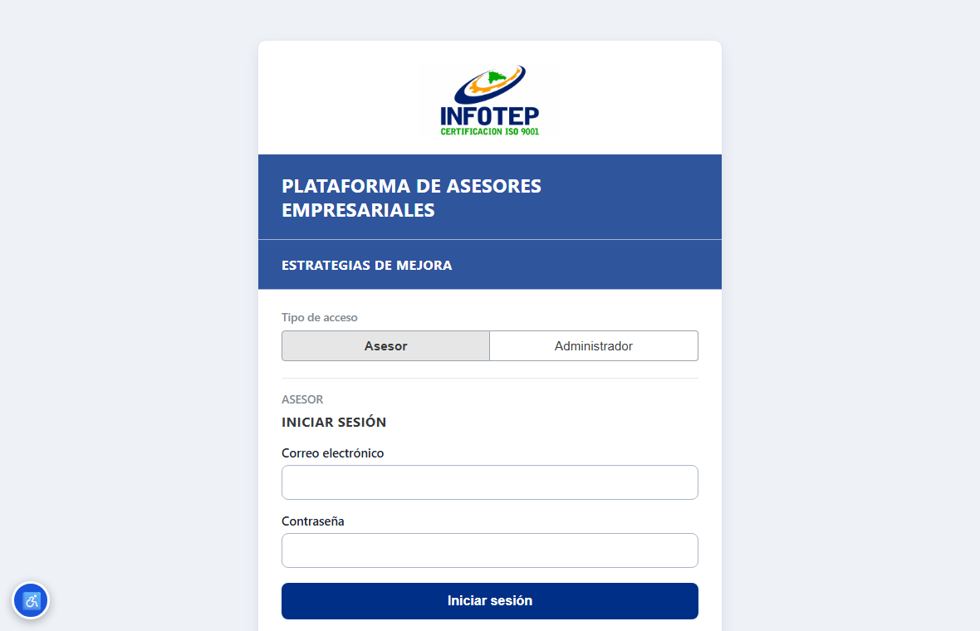 INFOTEP
CERTIFICACION ISO 9001
PLATAFORMA DE ASESORES
EMPRESARIALES
ESTRATEGIAS DE MEJORA
Tipo de acceso
Asesor
Administrador
ASESOR
INICIAR SESIÓN
Correo electrónico
Contraseña
Iniciar sesión